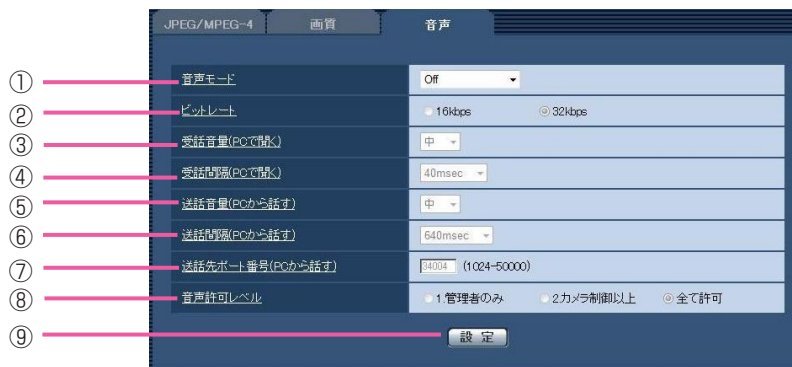 JPEG/MPEG-4 画質 音声
① 音声モード Off
② ビットレート 16kbps 32kbps
③ 受話音量(PCで聞く) 中
④ 受話間隔(PCで聞く) 40msec
⑤ 送話音量(PCから話す) 中
⑥ 送話間隔(PCから話す) 640msec
⑦ 送話先ポート番号(PCから話す) 34004 (1024-50000)
⑧ 音声許可レベル 1.管理者のみ 2.カメラ制御以上 全て許可
⑨ 設定